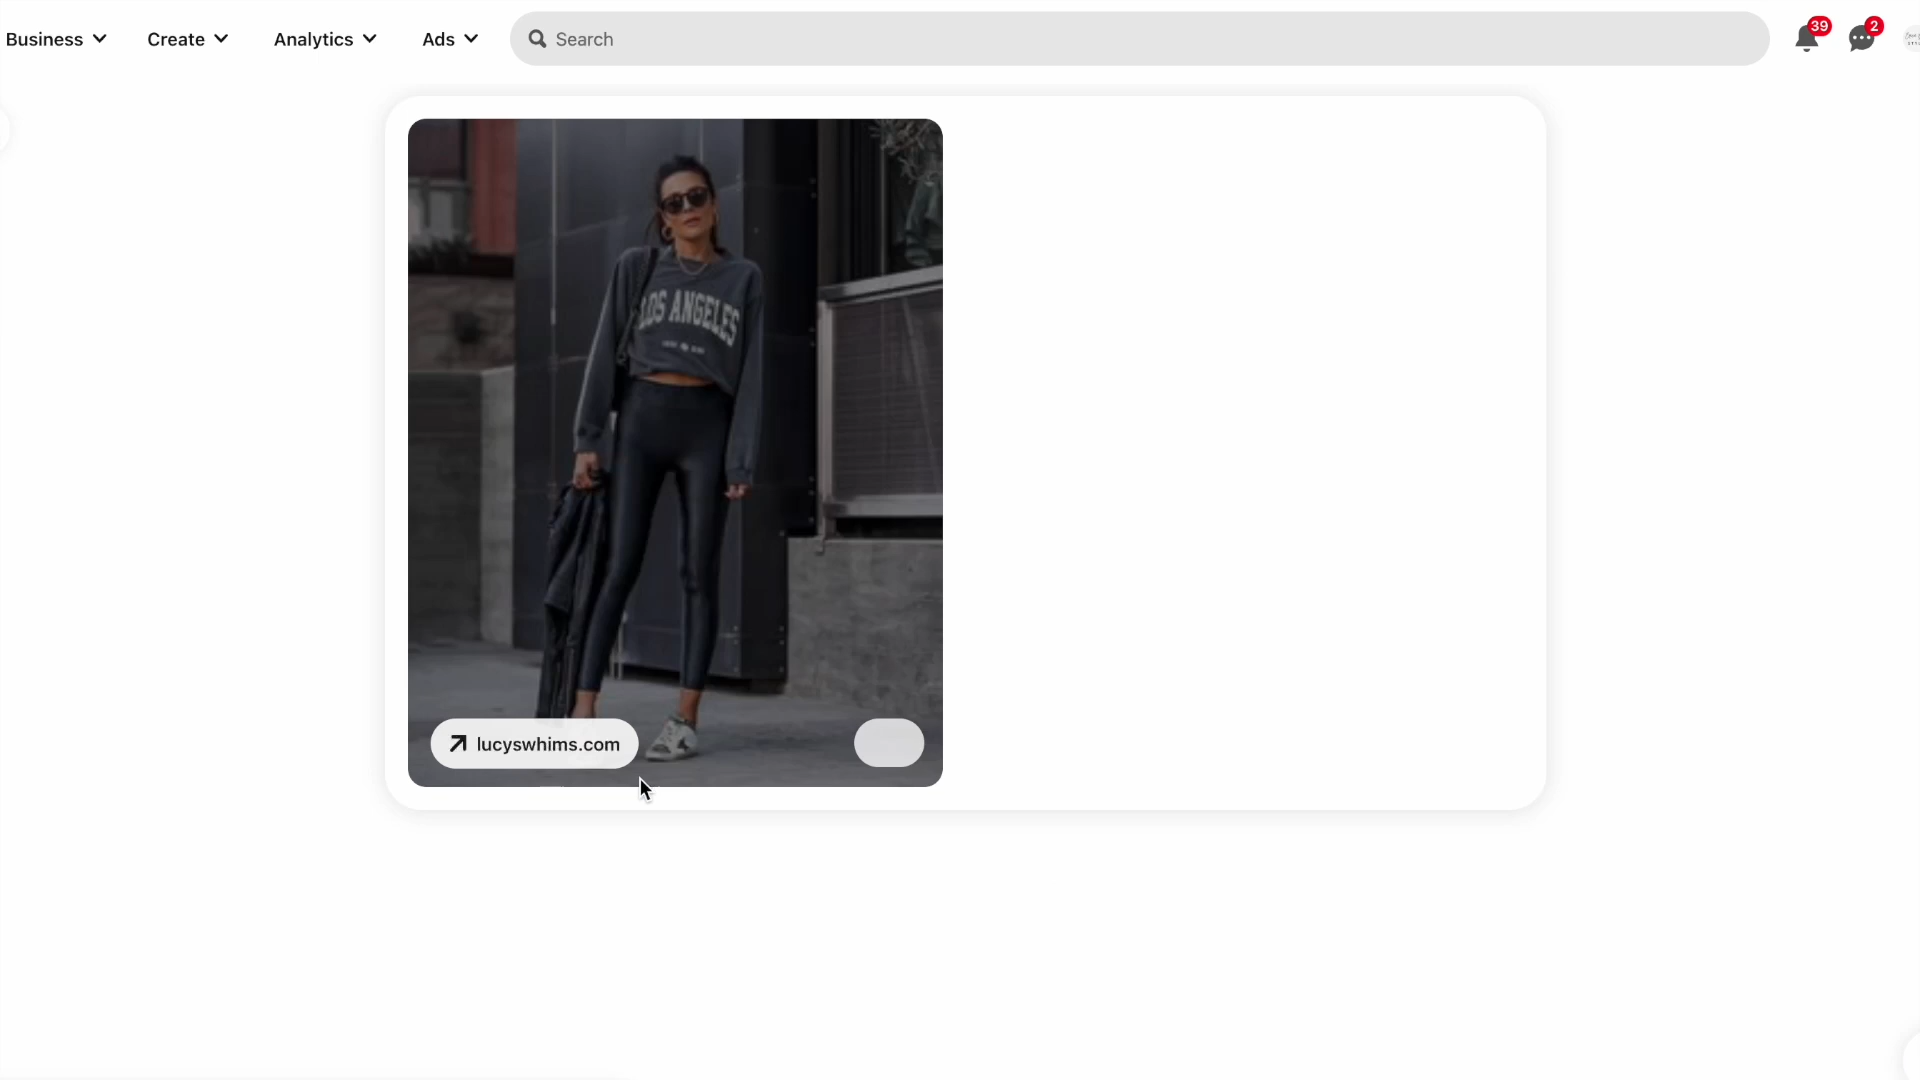 Business
Create
Analytics
Ads
Search
39
2
LOS ANGELES
lucyswhims.com